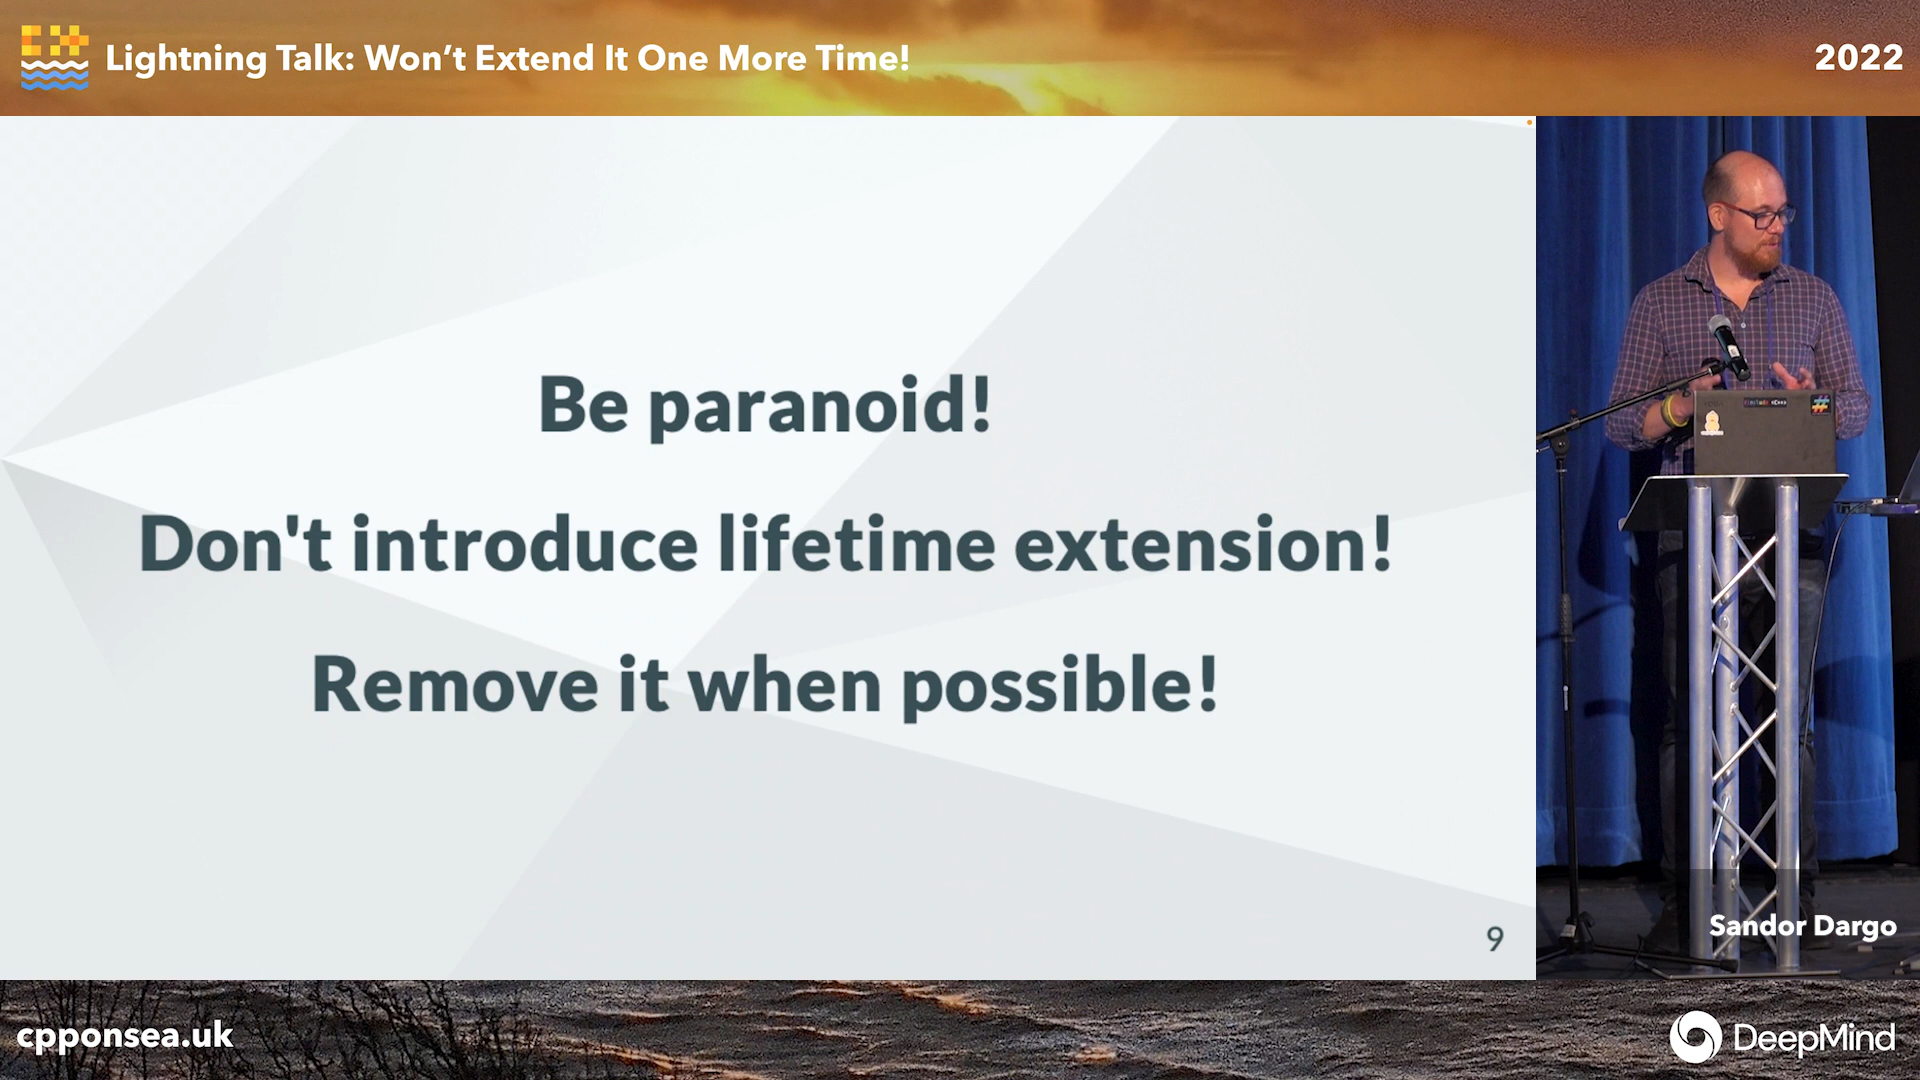 Lightning Talk: Won’t Extend It One More Time!
2022
Be paranoid!
Don't introduce lifetime extension!
Remove it when possible!
9
Sandor Dargo
cpponsea.uk
DeepMind